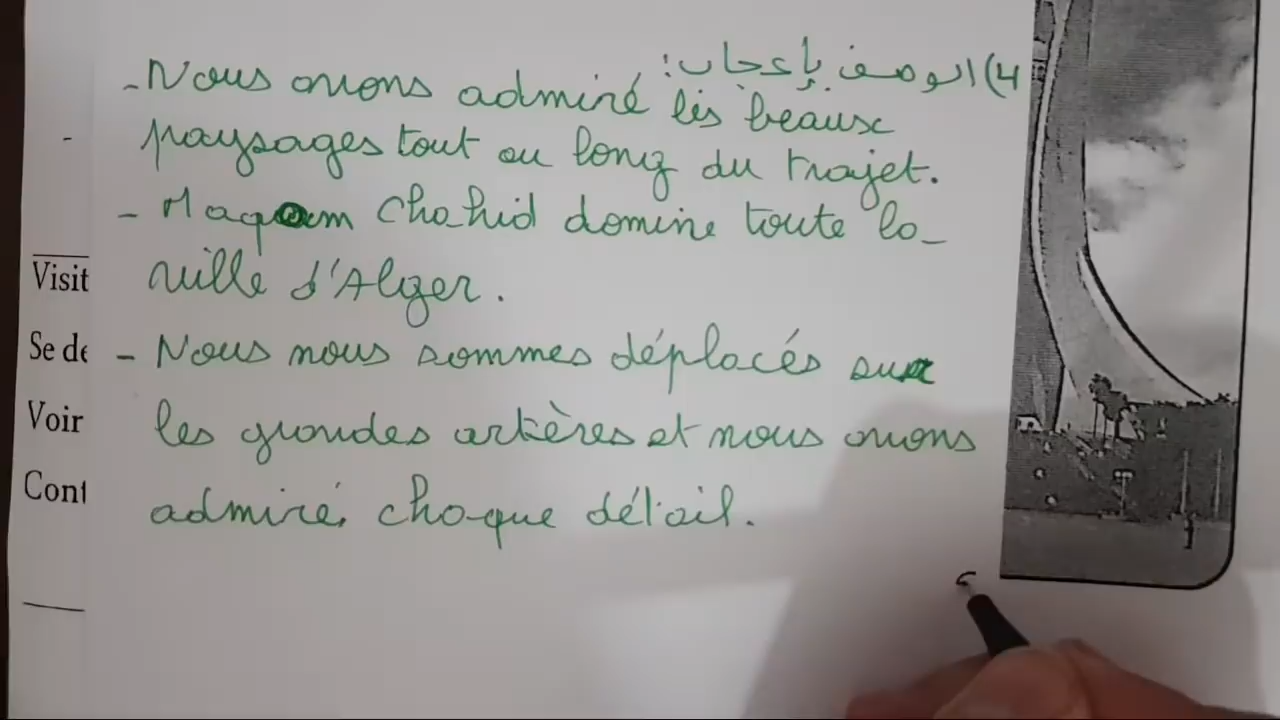 4) الوصف بإعجاب:
- Nous avons admiré les beaux
paysages tout au long du trajet.
- Maqam Chahid domine toute la
ville d'Alger.
- Nous nous sommes déplacés sur
les grandes artères et nous avons
admiré chaque détail.
Visit
Se de
Voir
Cont